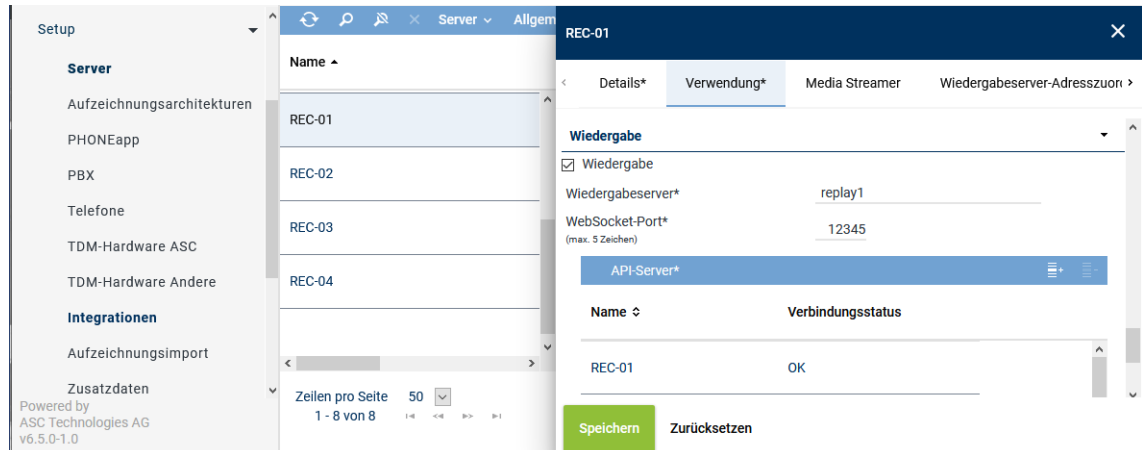 Setup
Server
Aufzeichnungsarchitekturen
PHONEapp
PBX
Telefone
TDM-Hardware ASC
TDM-Hardware Andere
Integrationen
Aufzeichnungsimport
Zusatzdaten
Powered by
ASC Technologies AG
v6.5.0-1.0
Server Allgem
Name
REC-01
REC-02
REC-03
REC-04
Zeilen pro Seite 50
1 - 8 von 8
REC-01
Details* Verwendung* Media Streamer Wiedergabeserver-Adresszuord
Wiedergabe
Wiedergabe
Wiedergabeserver* replay1
WebSocket-Port* 12345
(max. 5 Zeichen)
API-Server*
Name Verbindungsstatus
REC-01 OK
Speichern Zurücksetzen